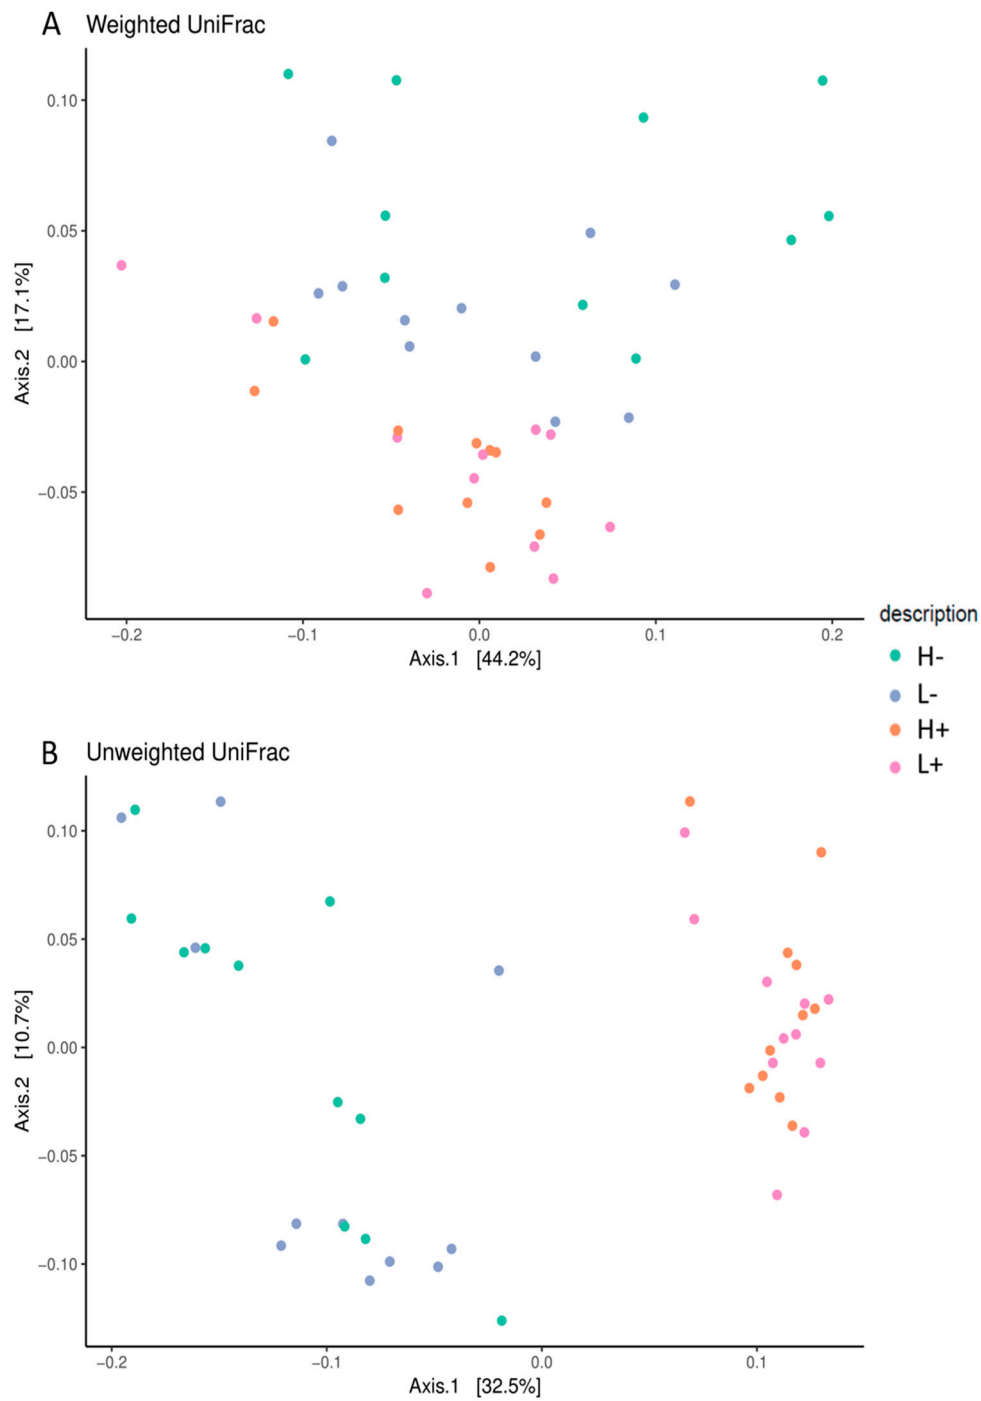 A Weighted UniFrac
0.10
0.05
0.00
−0.05
Axis.2 [17.1%]
−0.2 −0.1 0.0 0.1 0.2
Axis.1 [44.2%]
description
H-
L-
H+
L+
B Unweighted UniFrac
0.10
0.05
0.00
−0.05
−0.10
Axis.2 [10.7%]
−0.2 −0.1 0.0 0.1
Axis.1 [32.5%]